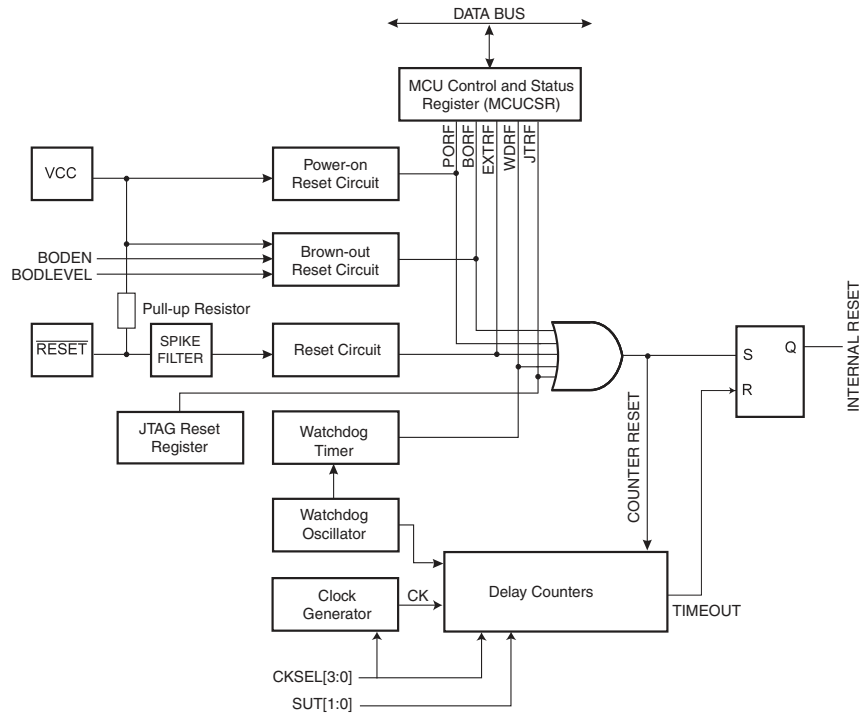 DATA BUS
MCU Control and Status
Register (MCUCSR)
PORF
BORF
EXTRF
WDRF
JTRF
VCC
Power-on
Reset Circuit
BODEN
BODLEVEL
Brown-out
Reset Circuit
Pull-up Resistor
RESET
SPIKE
FILTER
Reset Circuit
JTAG Reset
Register
Watchdog
Timer
Watchdog
Oscillator
Clock
Generator
CK
Delay Counters
CKSEL[3:0]
SUT[1:0]
COUNTER RESET
TIMEOUT
S
R
Q
INTERNAL RESET